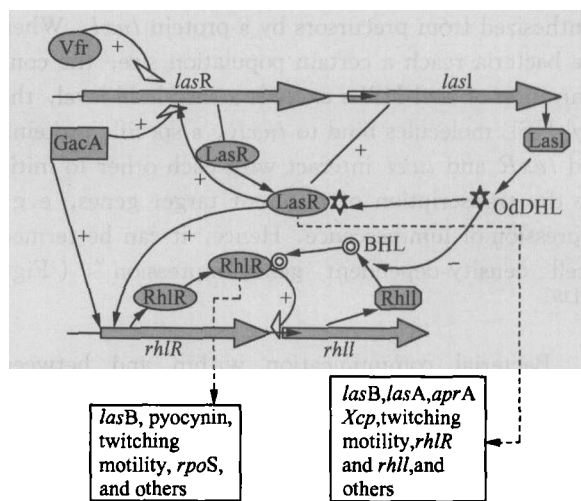 Vfr
+
lasR
lasI
GacA
LasR
+
+
+
LasI
LasR
dDHL
+
+
BHL
RhlR
−
RhlR
RhlI
+
rhlR
rhlI
lasB, pyocynin,
twitching
motility, rpoS,
and others
lasB,lasA,aprA
Xcp,twitching
motility,rhlR
and rhlI,and
others